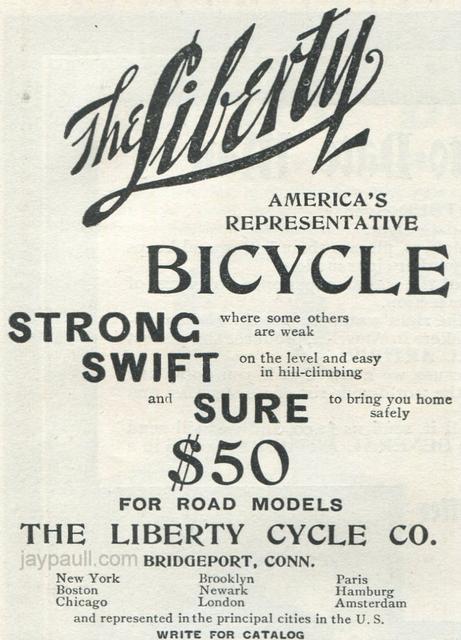 The Liberty
AMERICA'S
REPRESENTATIVE
BICYCLE
STRONG where some others are weak
SWIFT on the level and easy in hill-climbing
and SURE to bring you home safely
$50
FOR ROAD MODELS
THE LIBERTY CYCLE CO.
jaypaull.com
BRIDGEPORT, CONN.
New York Brooklyn Paris
Boston Newark Hamburg
Chicago London Amsterdam
and represented in the principal cities in the U. S.
WRITE FOR CATALOG